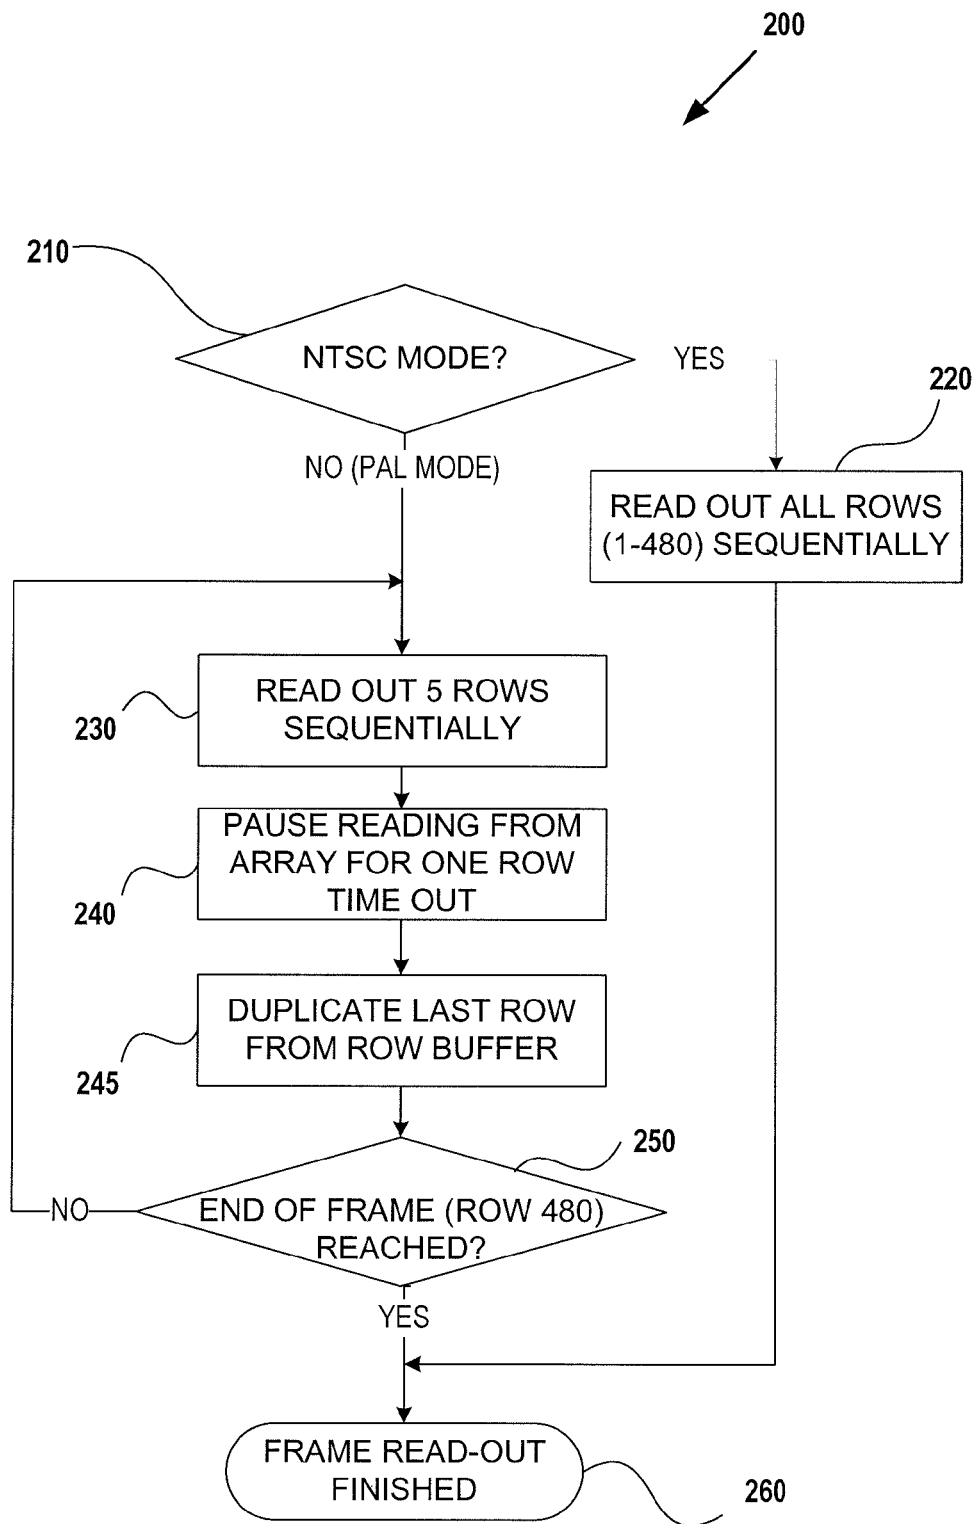 200
210
NTSC MODE?
YES
220
NO (PAL MODE)
READ OUT ALL ROWS
(1-480) SEQUENTIALLY
READ OUT 5 ROWS
SEQUENTIALLY
230
PAUSE READING FROM
ARRAY FOR ONE ROW
TIME OUT
240
DUPLICATE LAST ROW
FROM ROW BUFFER
245
250
NO
END OF FRAME (ROW 480)
REACHED?
YES
FRAME READ-OUT
FINISHED
260